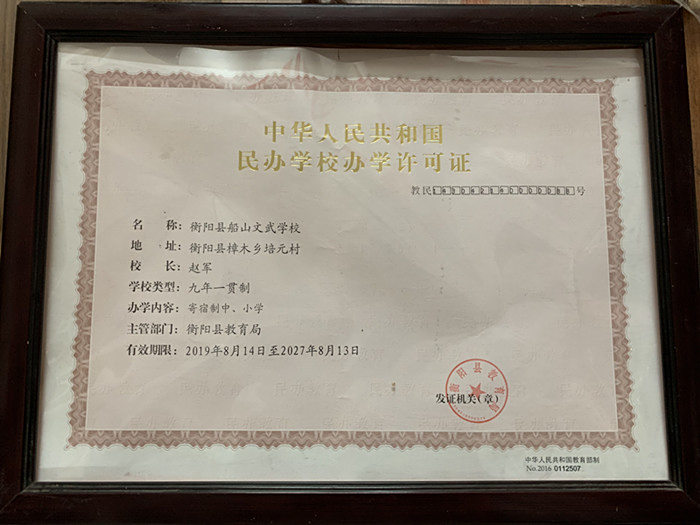 中华人民共和国
民办学校办学许可证
教民 号
名 称：衡阳县船山文武学校
地 址：衡阳县樟木乡培元村
校 长：赵军
学校类型：九年一贯制
办学内容：寄宿制中、小学
主管部门：衡阳县教育局
有效期限：2019年8月14日至2027年8月13日
衡阳县教育局
发证机关(章)
中华人民共和国教育部制
No.2016 0112507